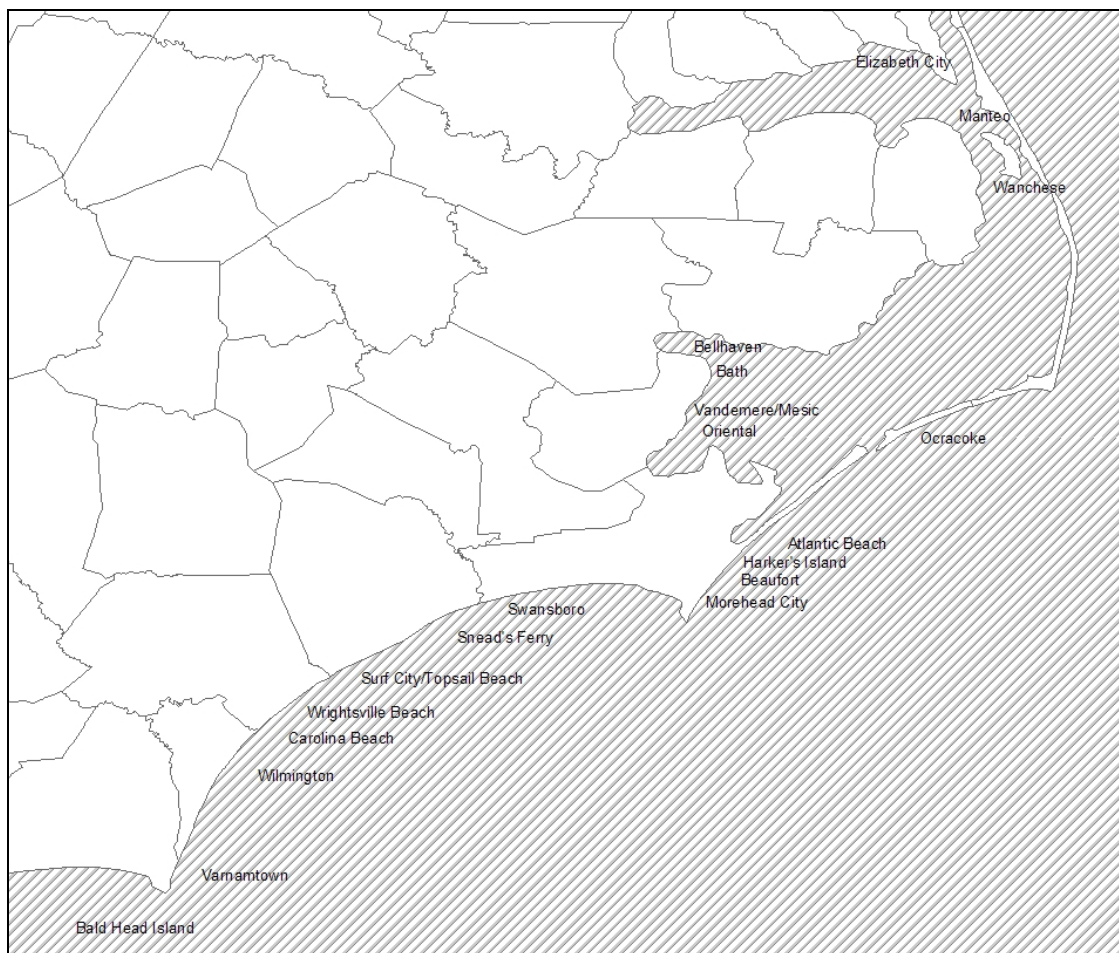 Elizabeth City
Manteo
Wanchese
Bellhaven
Bath
Vandemere/Mesic
Oriental
Ocracoke
Atlantic Beach
Harker's Island
Beaufort
Morehead City
Swansboro
Snead's Ferry
Surf City/Topsail Beach
Wrightsville Beach
Carolina Beach
Wilmington
Varnamtown
Bald Head Island